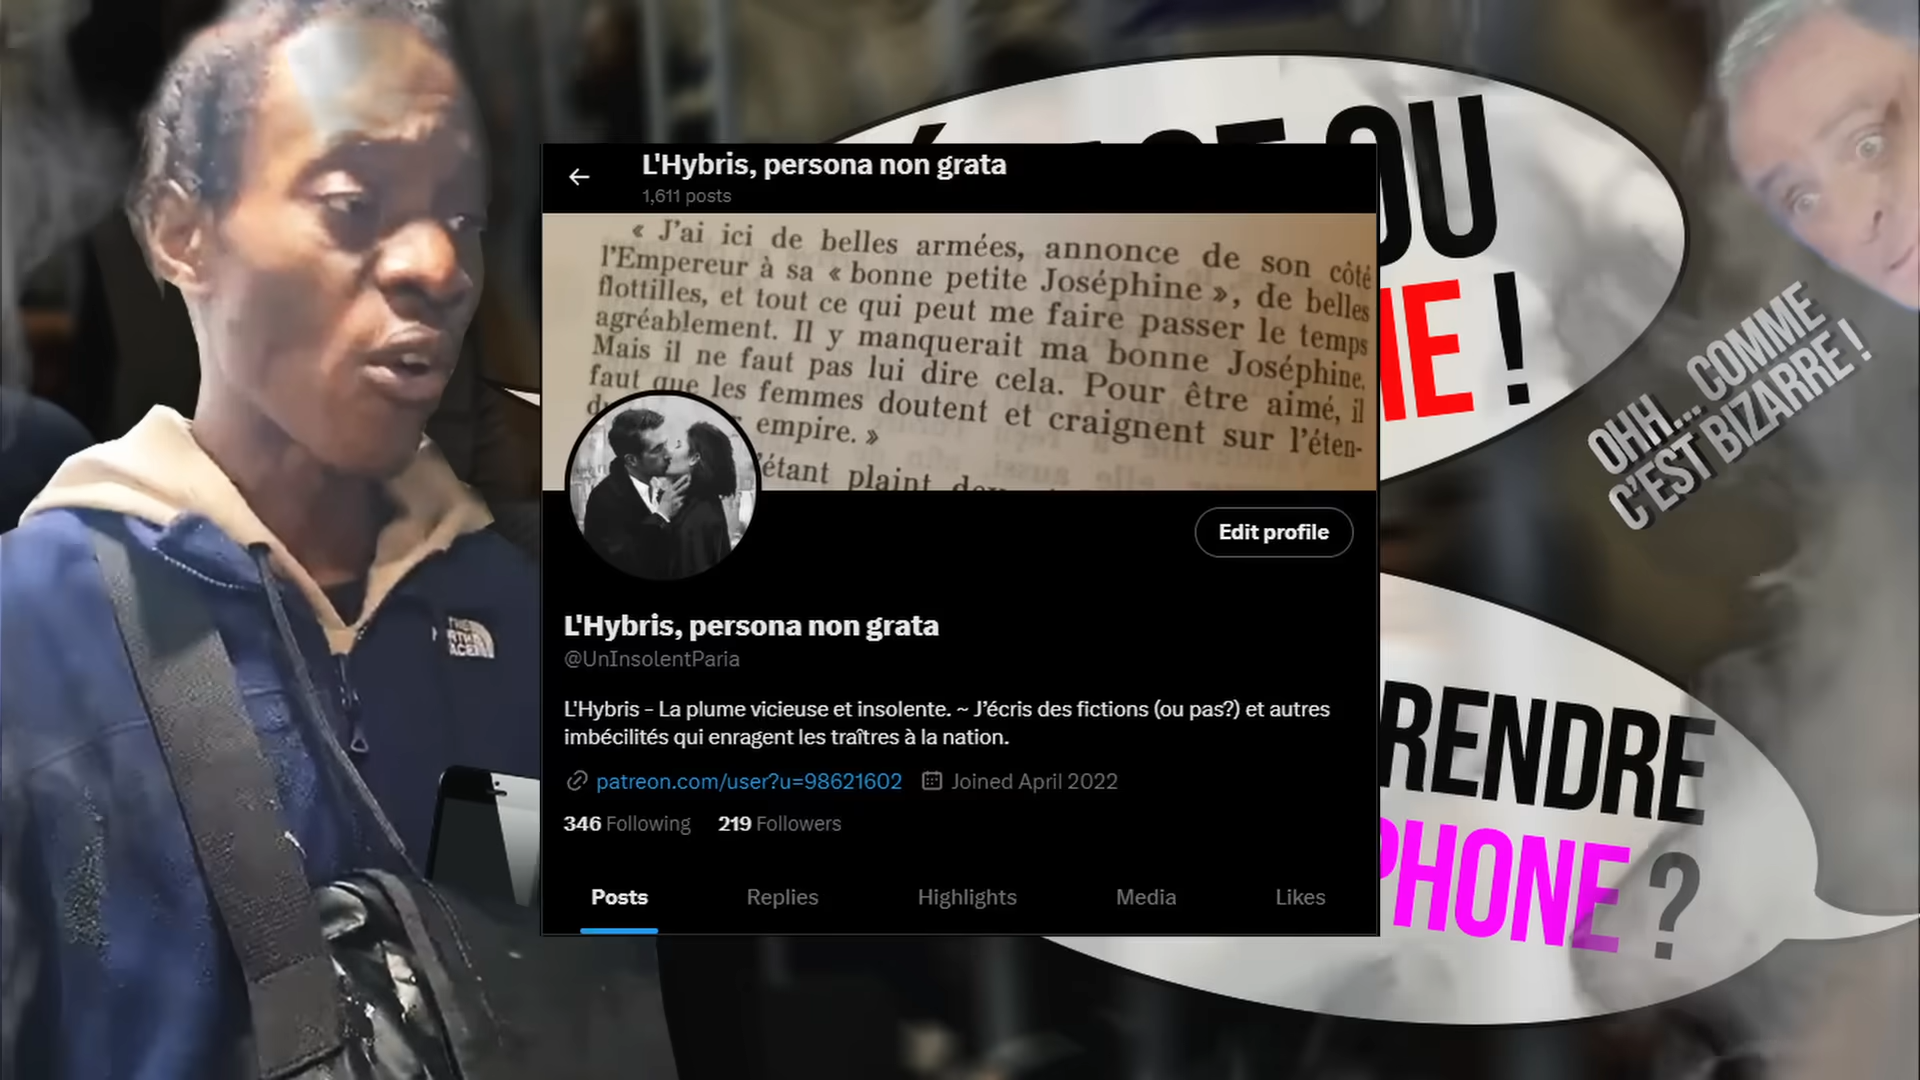 OU
E !
L'Hybris, persona non grata
1,611 posts
« J'ai ici de belles armées, annonce de son côté
l'Empereur à sa « bonne petite Joséphine », de belles
flottilles, et tout ce qui peut me faire passer le temps
agréablement. Il y manquerait ma bonne Joséphine.
Mais il ne faut pas lui dire cela. Pour être aimé, il
faut que les femmes doutent et craignent sur l'éten-
empire. »
'étant plaint
OHH... COMME
C'EST BIZARRE !
Edit profile
L'Hybris, persona non grata
@UnInsolentParia
L'Hybris - La plume vicieuse et insolente. ~ J'écris des fictions (ou pas?) et autres
imbécilités qui enragent les traîtres à la nation.
patreon.com/user?u=98621602 Joined April 2022
346 Following 219 Followers
Posts Replies Highlights Media Likes
THE
NORTH
FACE
RENDRE
PHONE ?